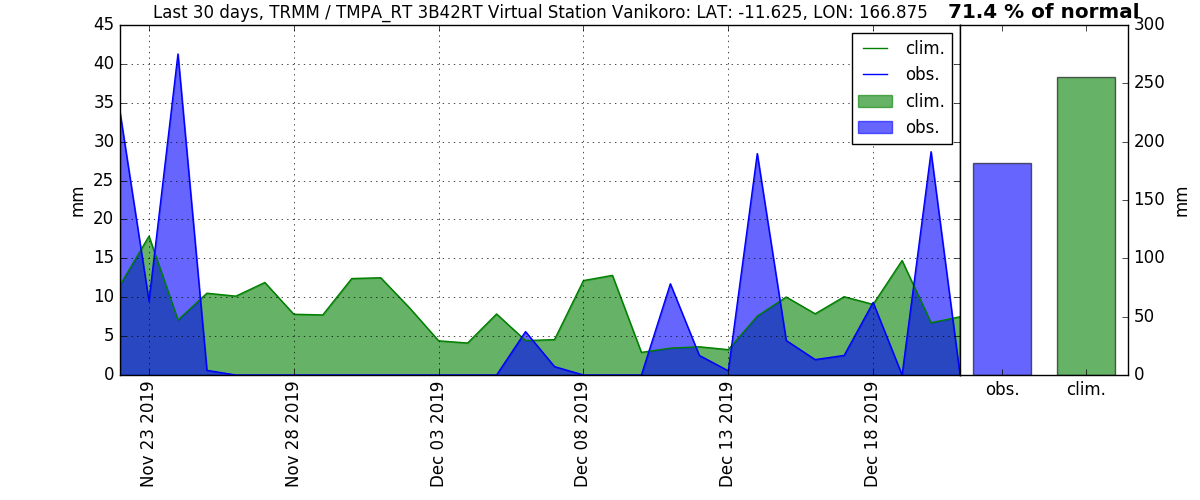 Last 30 days, TRMM / TMPA_RT 3B42RT Virtual Station Vanikoro: LAT: -11.625, LON: 166.875
71.4 % of normal
45
40
35
30
25
20
15
10
5
0
mm
clim.
obs.
clim.
obs.
300
250
200
150
100
50
0
mm
obs.
clim.
Nov 23 2019
Nov 28 2019
Dec 03 2019
Dec 08 2019
Dec 13 2019
Dec 18 2019